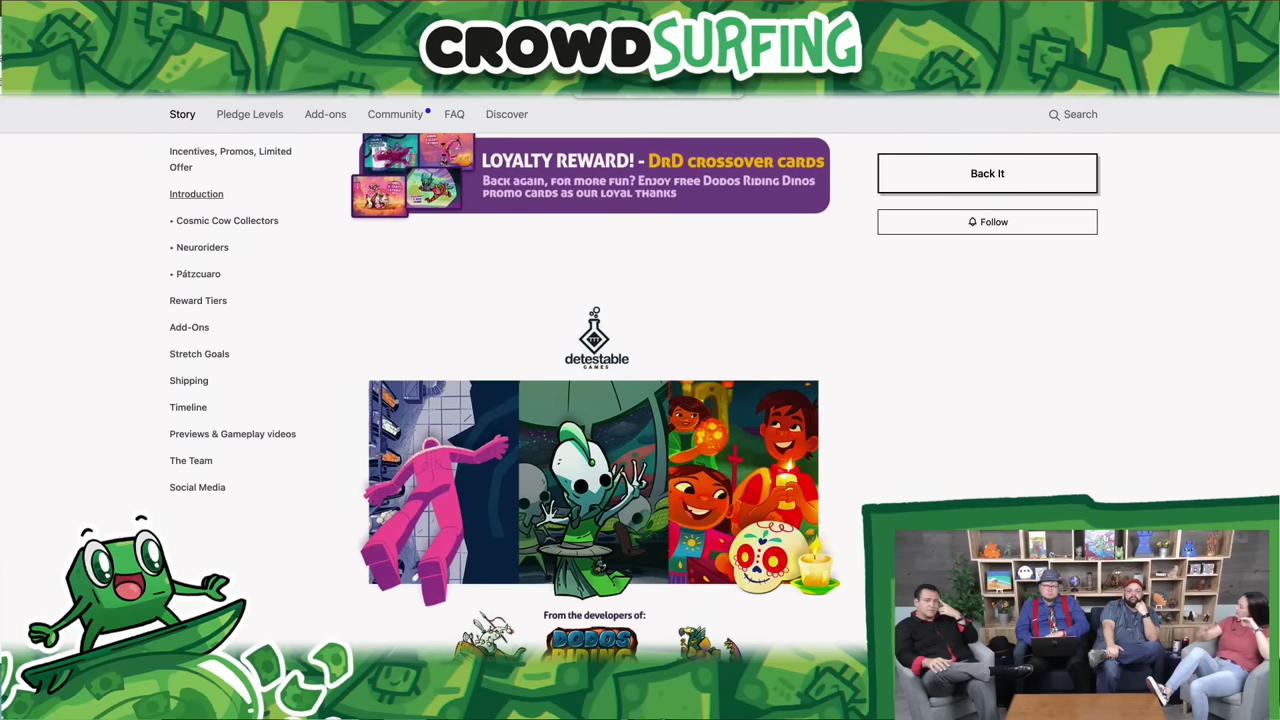 CROWDSURFING
Story
Pledge Levels
Add-ons
Community
FAQ
Discover
Search
Incentives, Promos, Limited
Offer
Introduction
Cosmic Cow Collectors
Neuroriders
Pátzcuaro
Reward Tiers
Add-Ons
Stretch Goals
Shipping
Timeline
Previews & Gameplay videos
The Team
Social Media
LOYALTY REWARD! - DRD CROSSOVER CARDS
BACK AGAIN, FOR MORE FUN? ENJOY FREE DODOS RIDING DINOS
PROMO CARDS AS OUR LOYAL THANKS
detestable
GAMES
From the developers of:
DODOS
RIDING
Back It
Follow